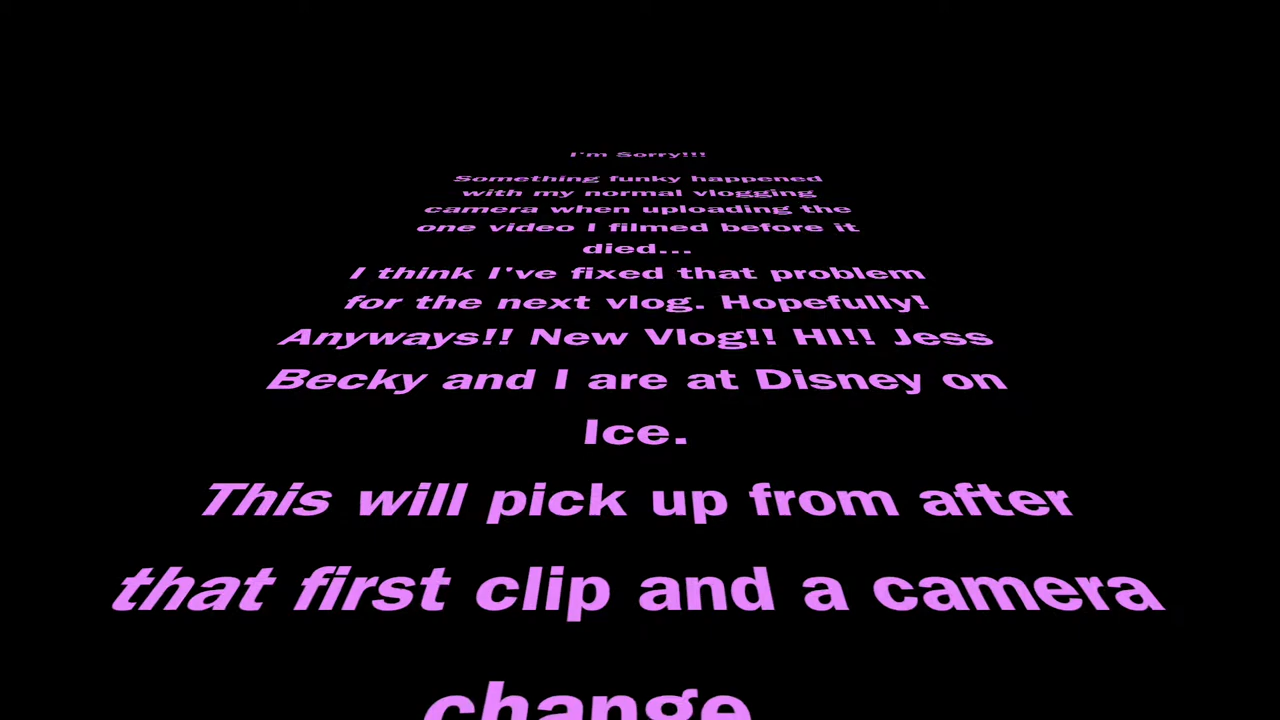 I'm Sorry!!!
Something funky happened
with my normal vlogging
camera when uploading the
one video I filmed before it
died...
I think I've fixed that problem
for the next vlog. Hopefully!
Anyways!! New Vlog!! HI!! Jess
Becky and I are at Disney on
Ice.
This will pick up from after
that first clip and a camera
change